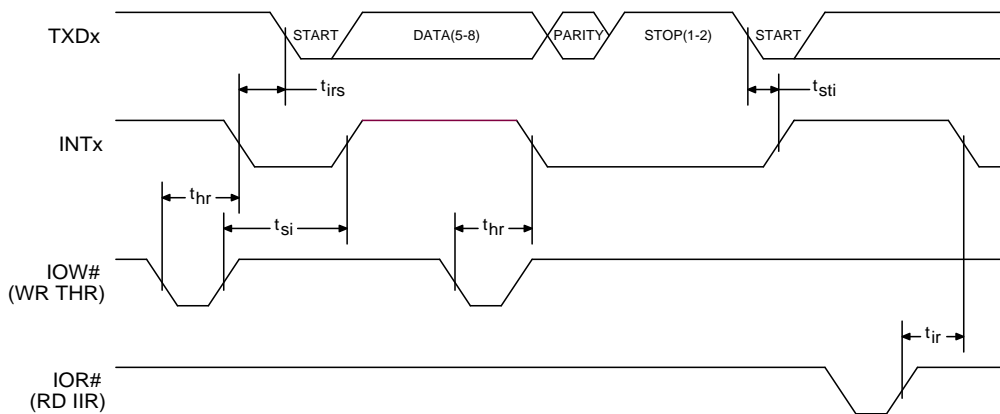 TXDx
START
DATA(5-8)
PARITY
STOP(1-2)
START
tirs
tsti
INTx
thr
tsi
thr
IOW#
(WR THR)
tir
IOR#
(RD IIR)